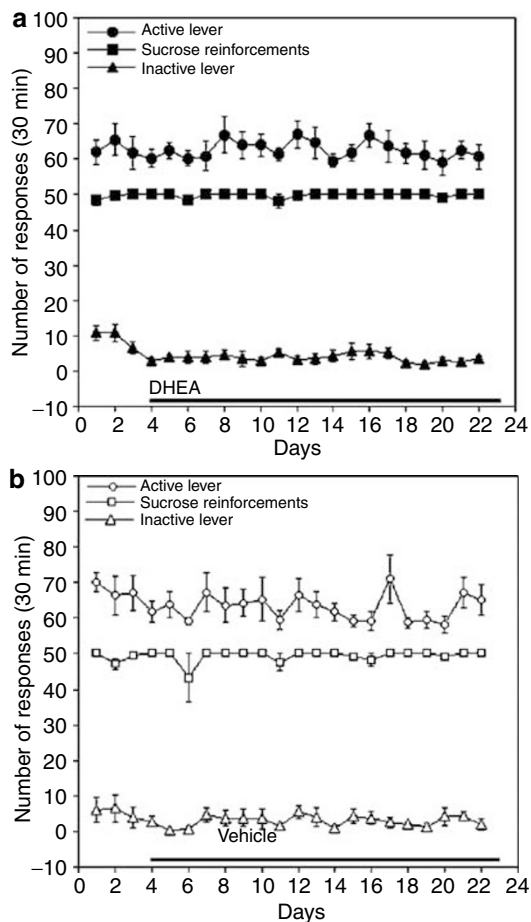 a
Active lever
Sucrose reinforcements
Inactive lever
Number of responses (30 min)
100
90
80
70
60
50
40
30
20
10
0
−10
DHEA
0 2 4 6 8 10 12 14 16 18 20 22 24
Days
b
Active lever
Sucrose reinforcements
Inactive lever
Number of responses (30 min)
100
90
80
70
60
50
40
30
20
10
0
−10
Vehicle
0 2 4 6 8 10 12 14 16 18 20 22 24
Days